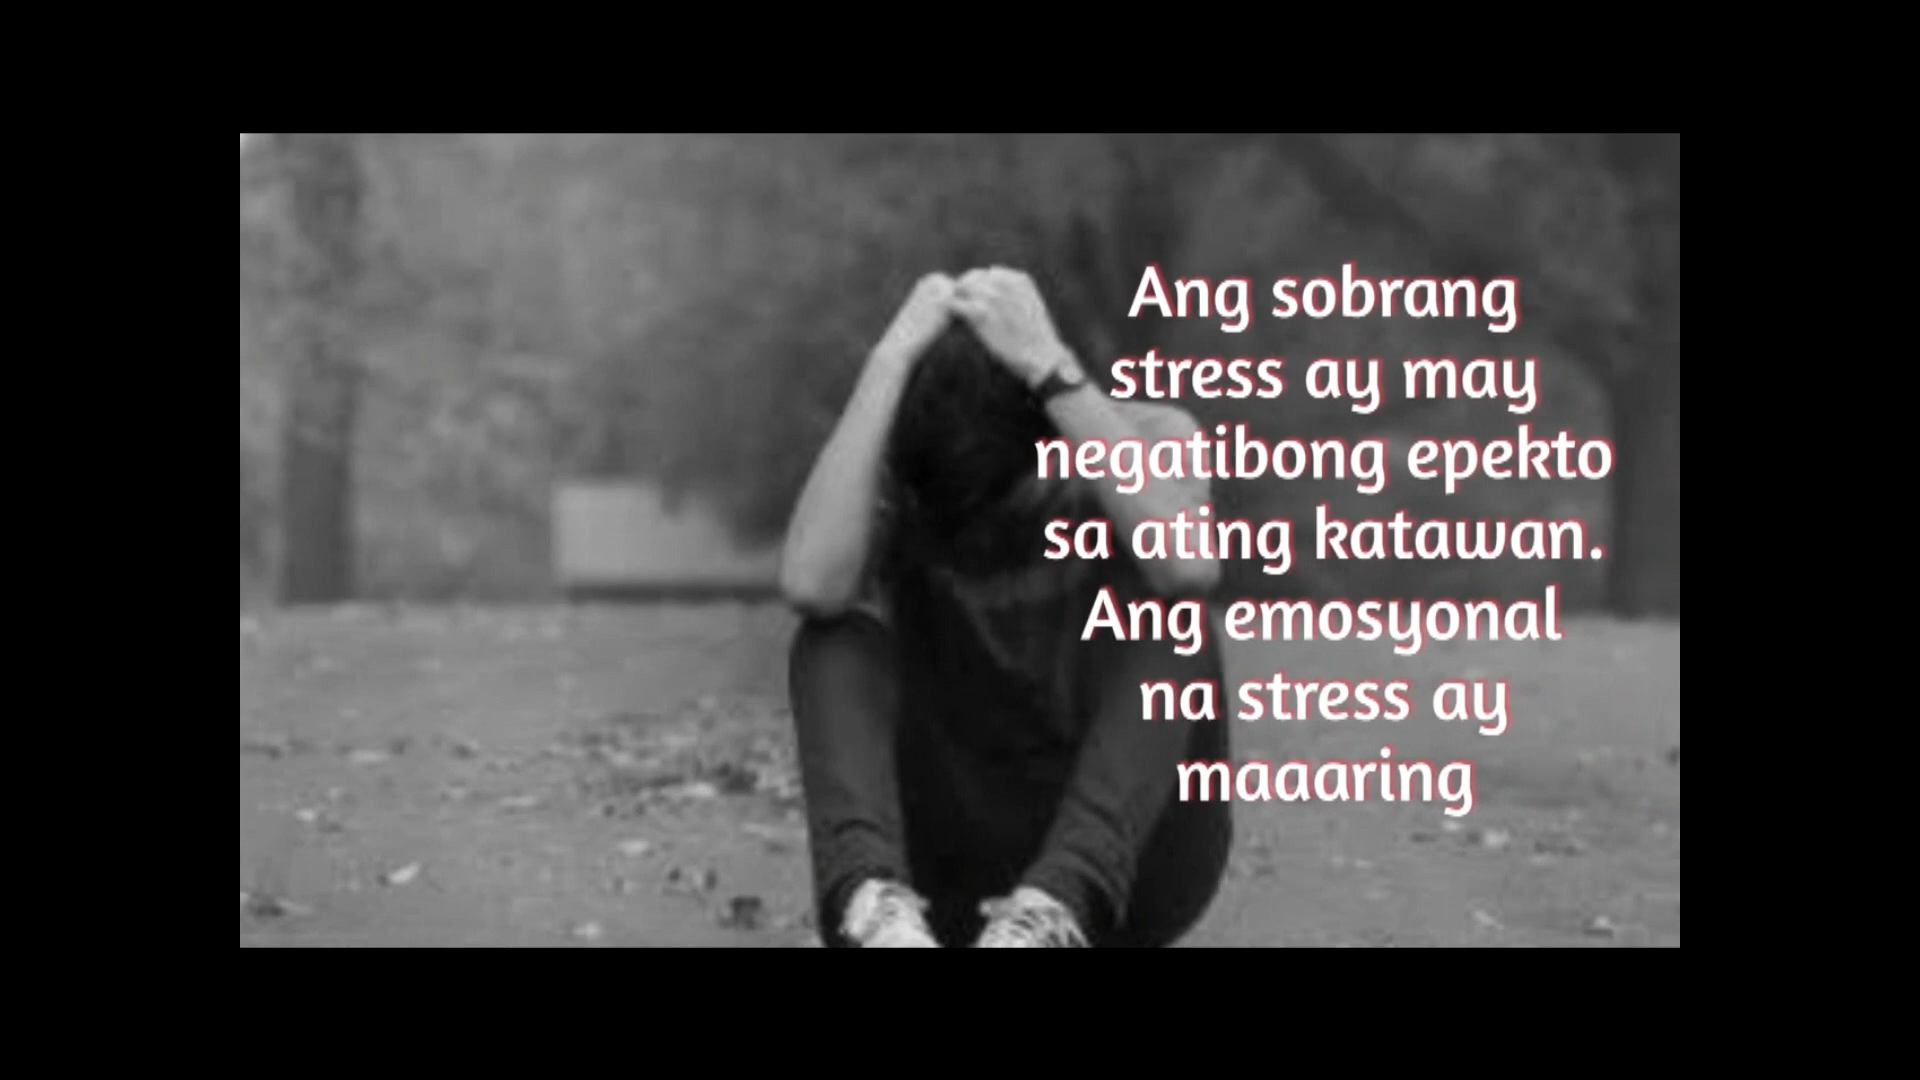 Ang sobrang
stress ay may
negatibong epekto
sa ating katawan.
Ang emosyonal
na stress ay
maaaring